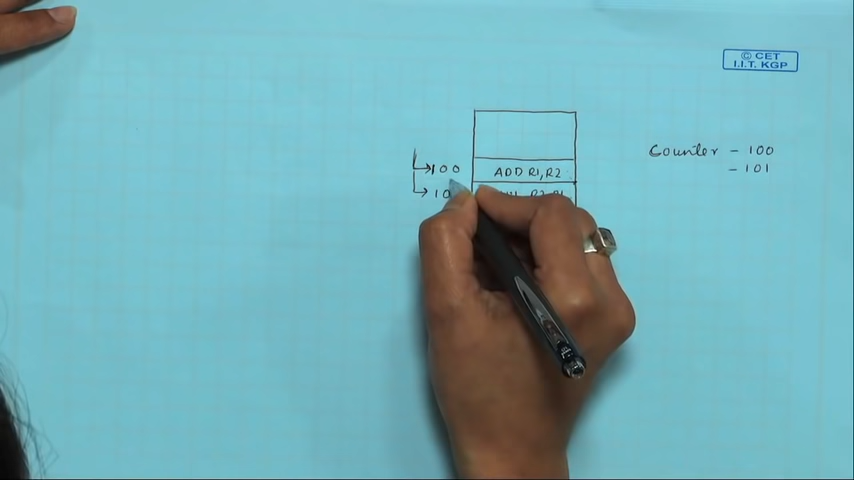 © CET
I.I.T. KGP
Counter - 100
- 101
100 ADD R1,R2